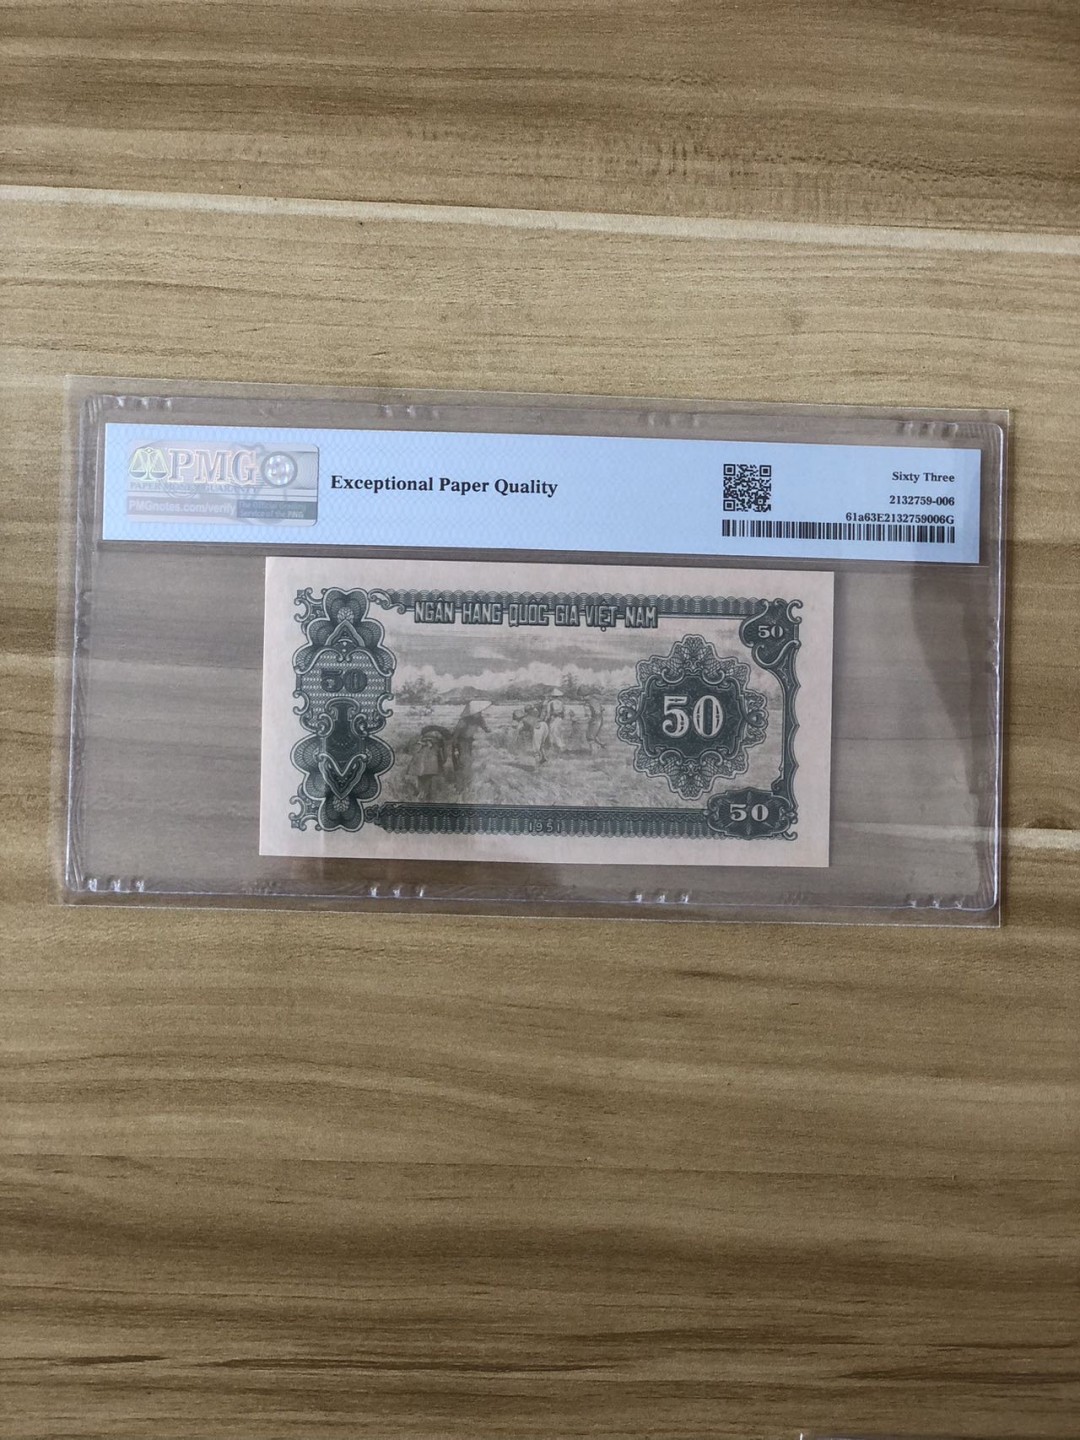 PMG
PMGnotes.com/verify
Exceptional Paper Quality
Sixty Three
2132759-006
61a63E2132759006G
NGÂN HÀNG QUỐC GIA VIỆT NAM
50
50
50
50
1951